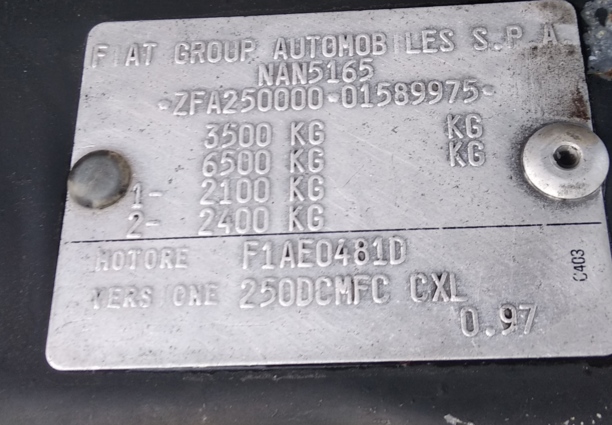 FIAT GROUP AUTOMOBILES S.P.A.
NAN5165
*ZFA250000*01589975*
3500 KG KG
6500 KG KG
1- 2100 KG
2- 2400 KG
MOTORE F1AE0481D
VERSIONE 250DCMFC CXL
0.97
C403